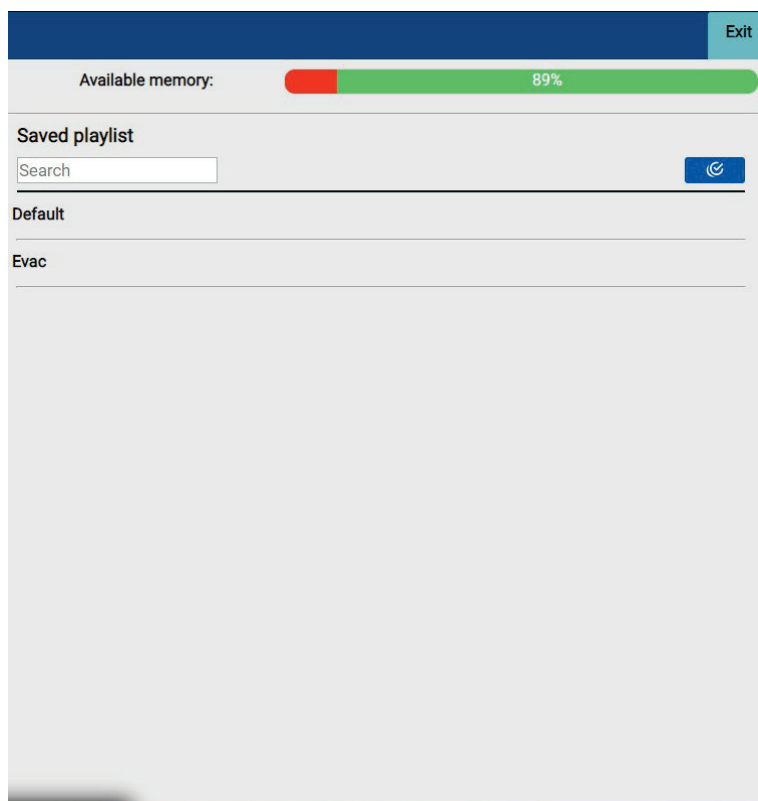 Exit
Available memory: 89%
Saved playlist
Search
Default
Evac